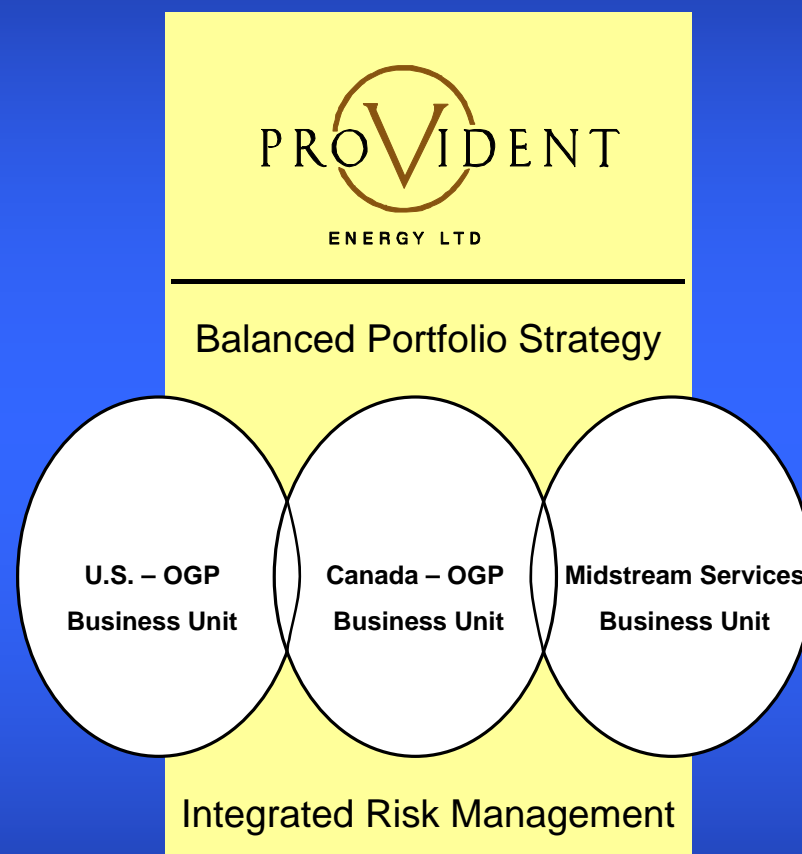 PROVIDENT
ENERGY LTD
Balanced Portfolio Strategy
U.S. – OGP
Business Unit
Canada – OGP
Business Unit
Midstream Services
Business Unit
Integrated Risk Management